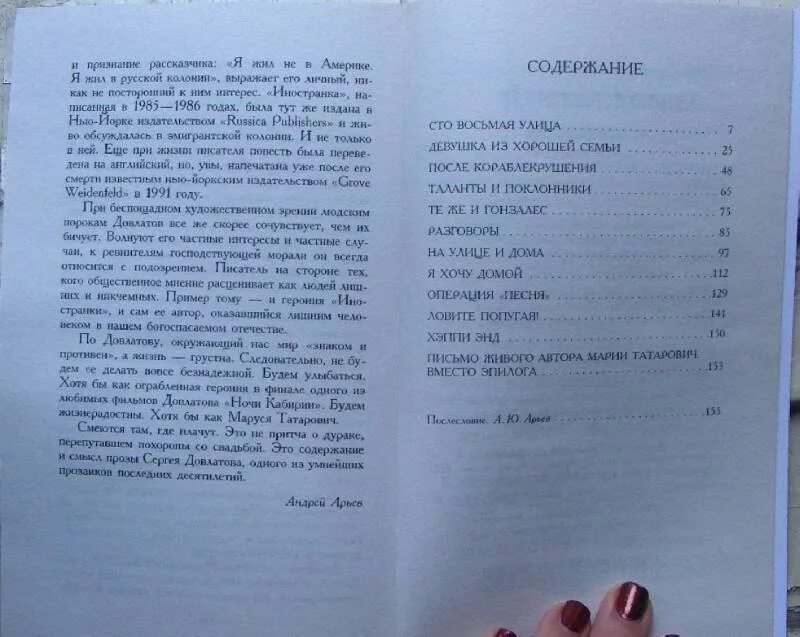 и признание рассказчика: «Я жил не в Америке.
Я жил в русской колонии», выражает его личный, ни-
как не посторонний к ним интерес. «Иностранка», на-
писанная в 1985—1986 годах, была тут же издана в
Нью-Йорке издательством «Russica Publishers» и жи-
во обсуждалась в эмигрантской колонии. И не только
в ней. Еще при жизни писателя повесть была переведе-
на на английский, но, увы, напечатана уже после его
смерти известным нью-йоркским издательством «Grove
Weidenfeld» в 1991 году.
При беспощадном художественном зрении людским
порокам Довлатов все же скорее сочувствует, чем их
бичует. Волнуют его частные интересы и частные слу-
чаи, к ревнителям господствующей морали он всегда
относится с подозрением. Писатель на стороне тех,
кого общественное мнение расценивает как людей лиш-
них и никчемных. Пример тому — и героиня «Ино-
странки», и сам ее автор, оказавшийся лишним чело-
веком в нашем богоспасаемом отечестве.
По Довлатову, окружающий нас мир «знаком и
противен», а жизнь — грустна. Следовательно, не бу-
дем ее делать вовсе безнадежной. Будем улыбаться.
Хотя бы как ограбленная героиня в финале одного из
любимых фильмов Довлатова «Ночи Кабирии». Будем
жизнерадостны. Хотя бы как Маруся Татарович.
Смеются там, где плачут. Это не притча о дураке,
перепутавшем похороны со свадьбой. Это содержание
и смысл прозы Сергея Довлатова, одного из умнейших
прозаиков последних десятилетий.
Андрей Арьев
СОДЕРЖАНИЕ
СТО ВОСЬМАЯ УЛИЦА 7
ДЕВУШКА ИЗ ХОРОШЕЙ СЕМЬИ 25
ПОСЛЕ КОРАБЛЕКРУШЕНИЯ 48
ТАЛАНТЫ И ПОКЛОННИКИ 65
ТЕ ЖЕ И ГОНЗАЛЕС 75
РАЗГОВОРЫ 85
НА УЛИЦЕ И ДОМА 97
Я ХОЧУ ДОМОЙ 112
ОПЕРАЦИЯ «ПЕСНЯ» 129
ЛОВИТЕ ПОПУГАЯ! 141
ХЭППИ ЭНД 150
ПИСЬМО ЖИВОГО АВТОРА МАРИИ ТАТАРОВИЧ.
ВМЕСТО ЭПИЛОГА 153
Послесловие. А. Ю. Арьев 155